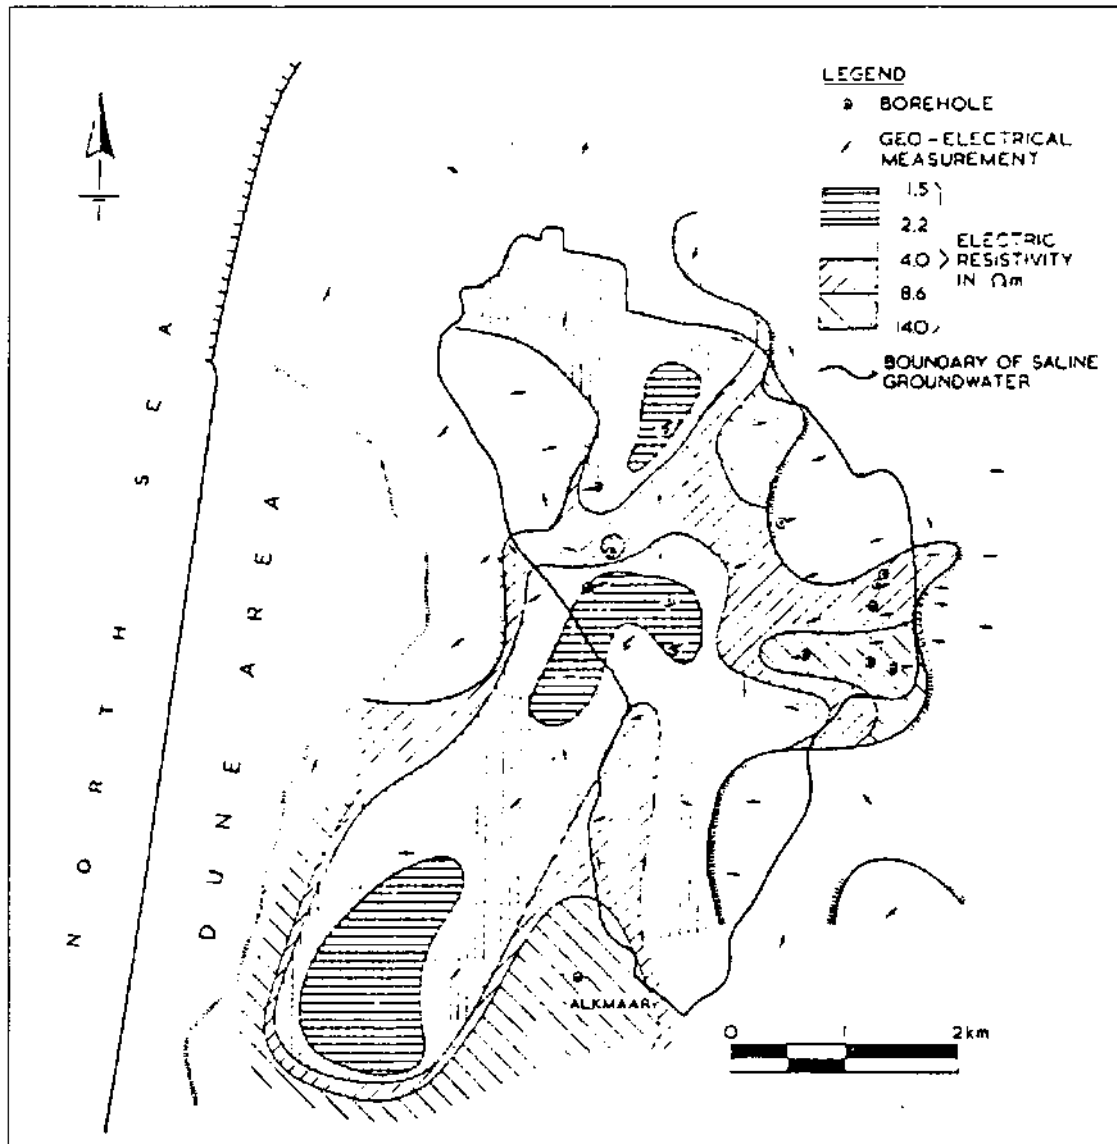 LEGEND
BOREHOLE
GEO-ELECTRICAL
MEASUREMENT
1.5
2.2
4.0
8.6
14.0
ELECTRIC
RESISTIVITY
IN Ωm
BOUNDARY OF SALINE
GROUNDWATER
NORTH SEA
DUNE AREA
ALKMAAR
0 1 2km